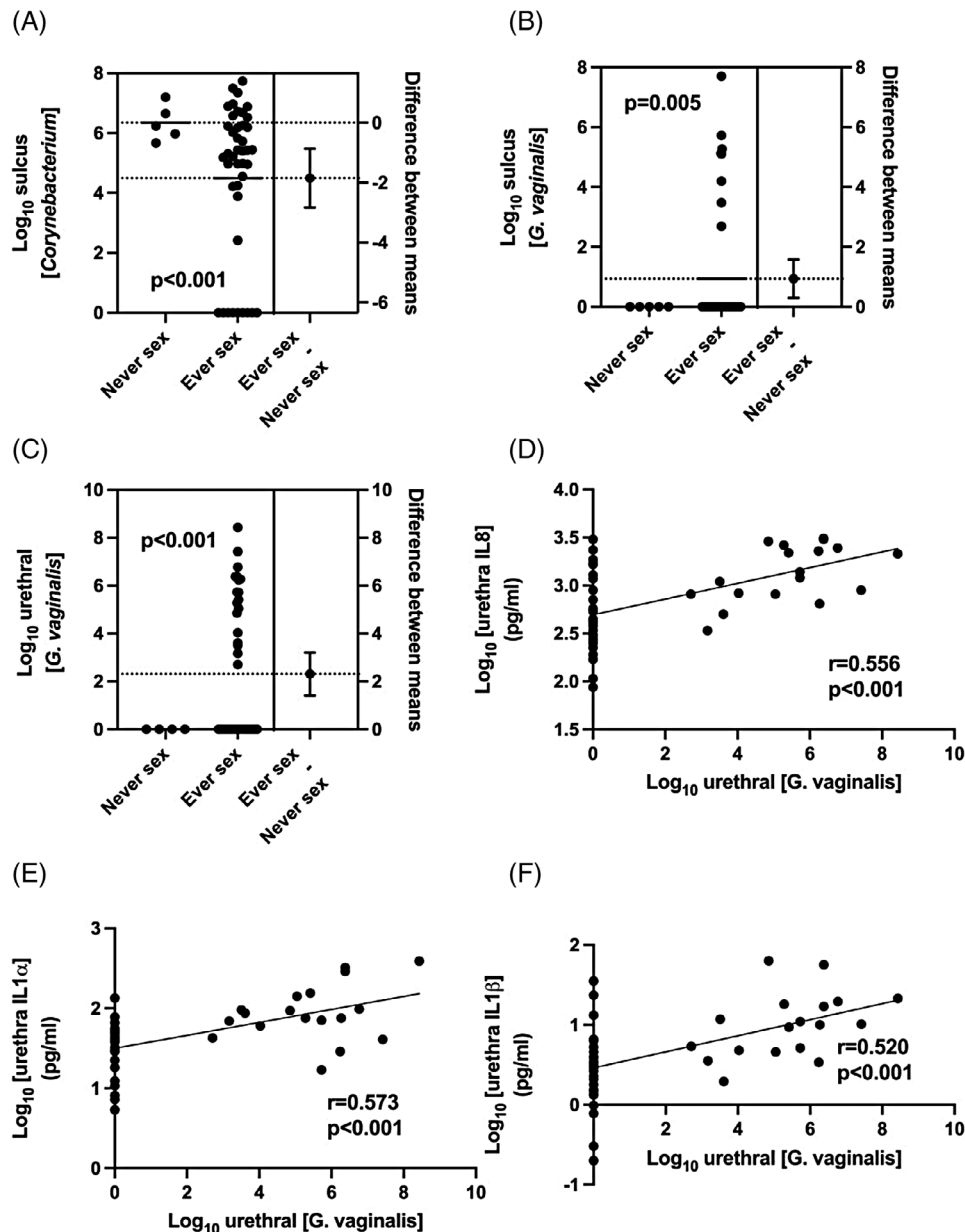 (A)
Log10 sulcus
[Corynebacterium]
8
6
4
2
0
p<0.001
0
-2
-4
-6
Difference between means
Never sex
Ever sex
Ever sex
-
Never sex
(B)
Log10 sulcus
[G. vaginalis]
8
6
4
2
0
p=0.005
8
6
4
2
0
Difference between means
Never sex
Ever sex
Ever sex
-
Never sex
(C)
Log10 urethral
[G. vaginalis]
10
8
6
4
2
0
p<0.001
10
8
6
4
2
0
Difference between means
Never sex
Ever sex
Ever sex
-
Never sex
(D)
Log10 [urethra IL8]
(pg/ml)
4.0
3.5
3.0
2.5
2.0
1.5
r=0.556
p<0.001
0 2 4 6 8 10
Log10 urethral [G. vaginalis]
(E)
Log10 [urethra IL1α]
(pg/ml)
3
2
1
0
r=0.573
p<0.001
0 2 4 6 8 10
Log10 urethral [G. vaginalis]
(F)
Log10 [urethra IL1β]
(pg/ml)
2
1
0
-1
r=0.520
p<0.001
2 4 6 8 10
Log10 urethral [G. vaginalis]